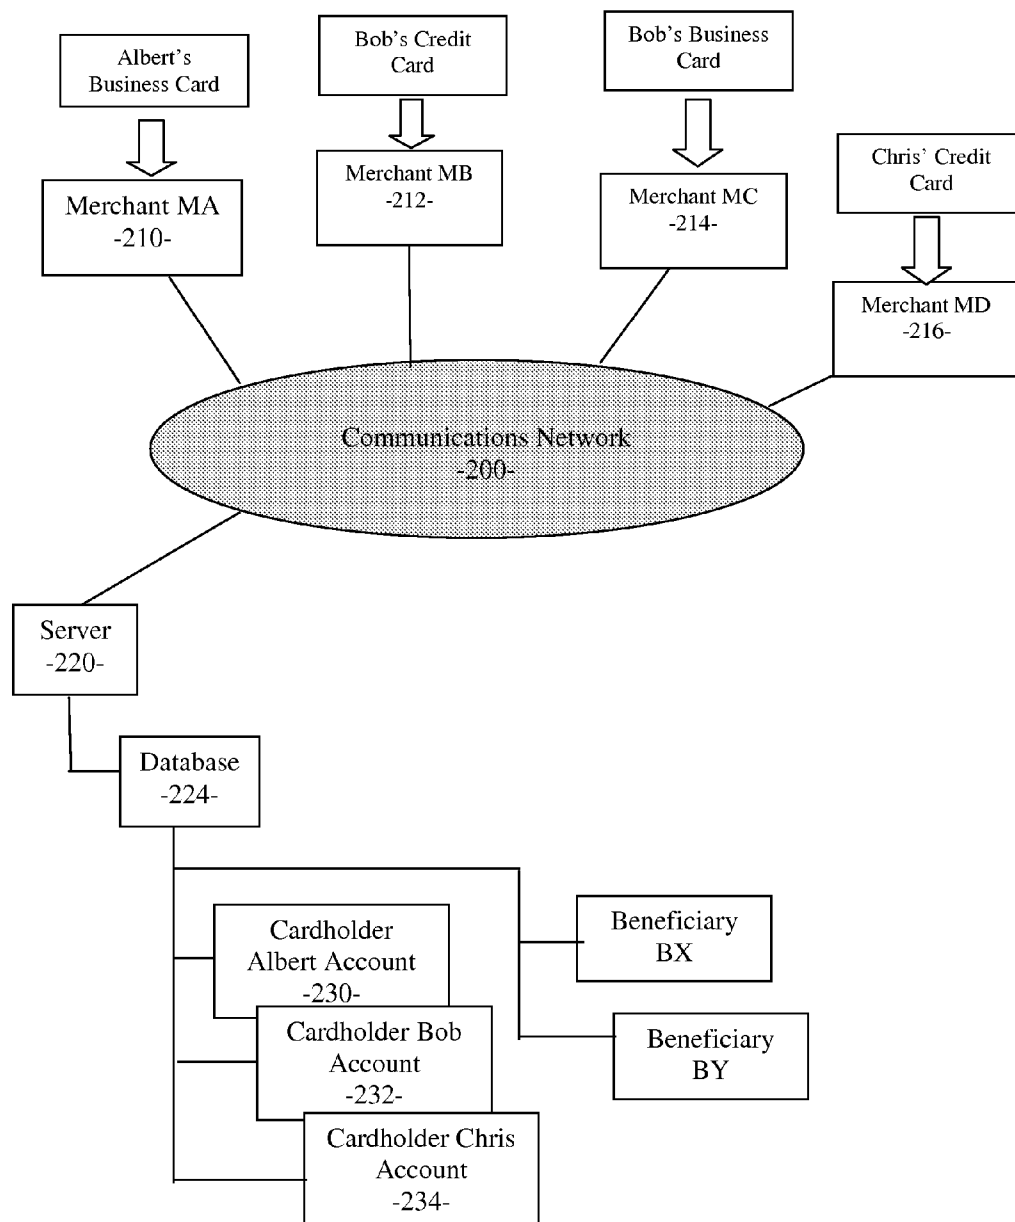 Albert's
Business Card
Bob's Credit
Card
Bob's Business
Card
Chris' Credit
Card
Merchant MA
-210-
Merchant MB
-212-
Merchant MC
-214-
Merchant MD
-216-
Communications Network
-200-
Server
-220-
Database
-224-
Cardholder
Albert Account
-230-
Cardholder Bob
Account
-232-
Cardholder Chris
Account
-234-
Beneficiary
BX
Beneficiary
BY